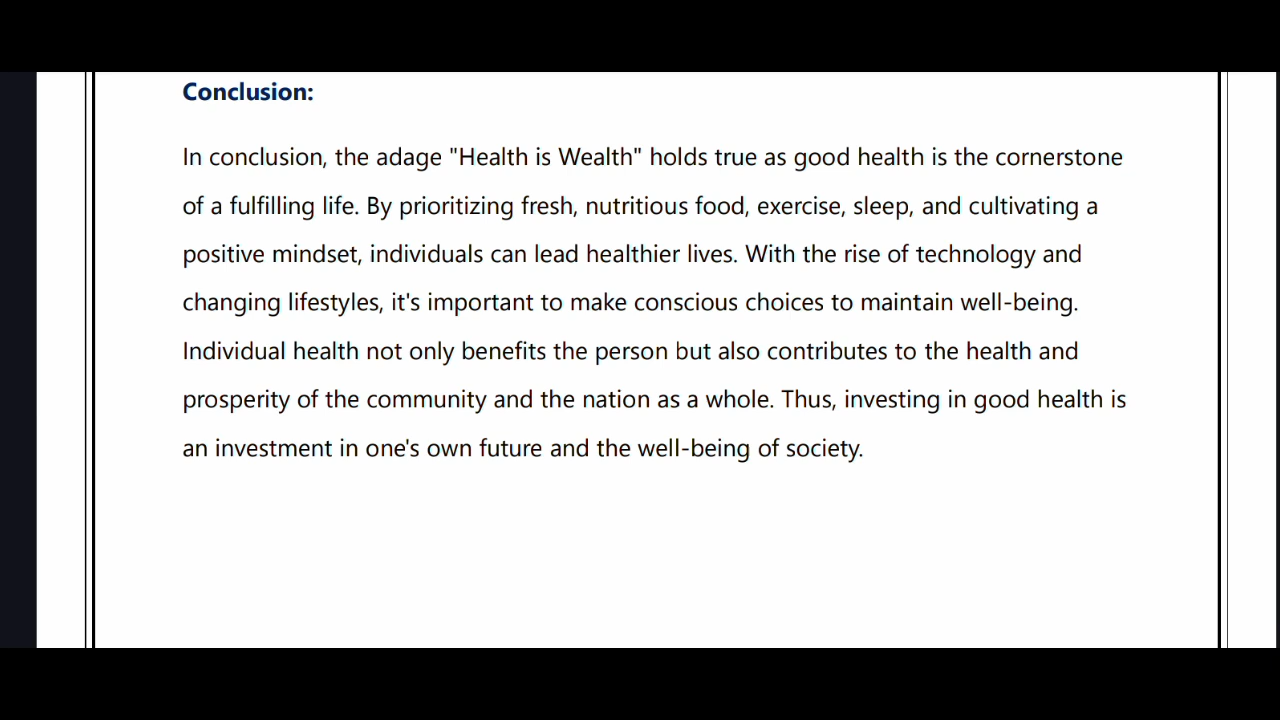 Conclusion:
In conclusion, the adage "Health is Wealth" holds true as good health is the cornerstone
of a fulfilling life. By prioritizing fresh, nutritious food, exercise, sleep, and cultivating a
positive mindset, individuals can lead healthier lives. With the rise of technology and
changing lifestyles, it's important to make conscious choices to maintain well-being.
Individual health not only benefits the person but also contributes to the health and
prosperity of the community and the nation as a whole. Thus, investing in good health is
an investment in one's own future and the well-being of society.